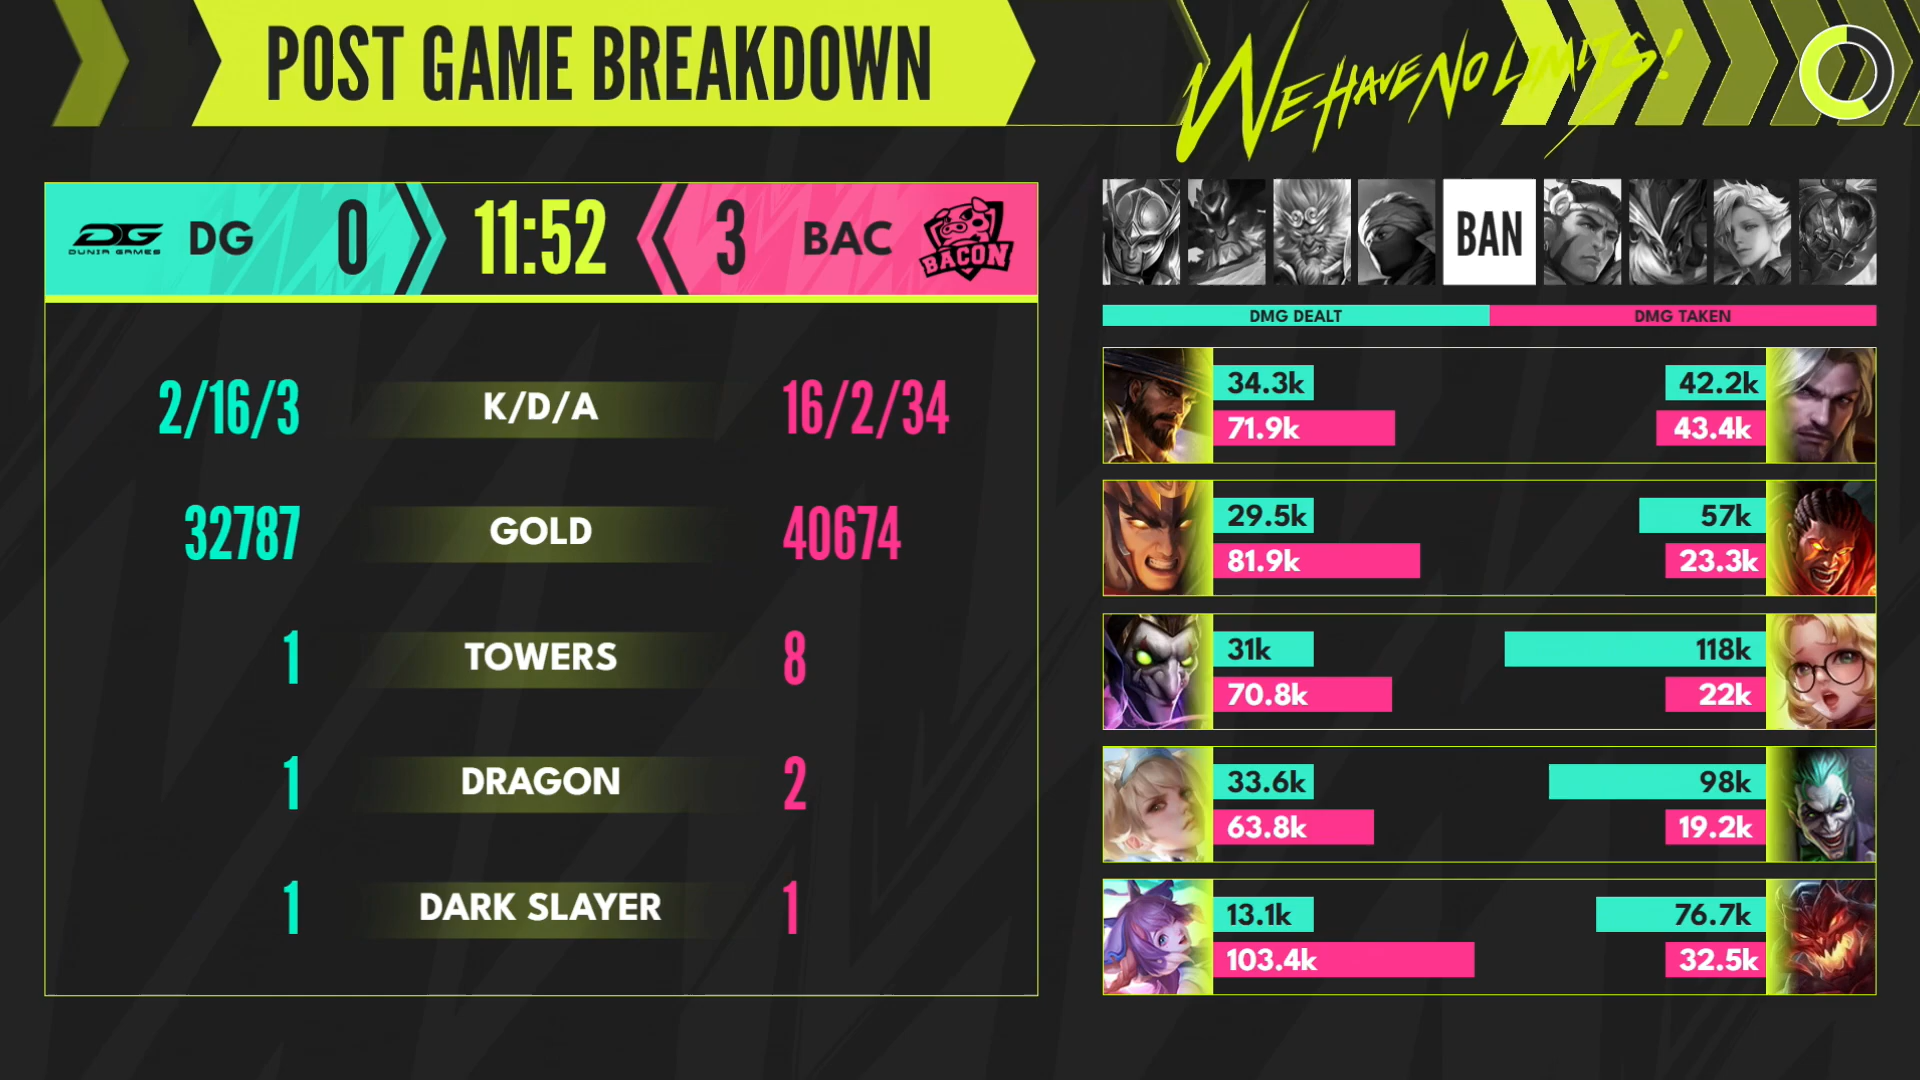 POST GAME BREAKDOWN
WE HAVE NO LIMITS!
DG
DUNIA GAMES
DG
0
11:52
3
BAC
BACON
2/16/3
K/D/A
16/2/34
32787
GOLD
40674
1
TOWERS
8
1
DRAGON
2
1
DARK SLAYER
1
BAN
DMG DEALT
DMG TAKEN
34.3k
42.2k
71.9k
43.4k
29.5k
57k
81.9k
23.3k
31k
118k
70.8k
22k
33.6k
98k
63.8k
19.2k
13.1k
76.7k
103.4k
32.5k